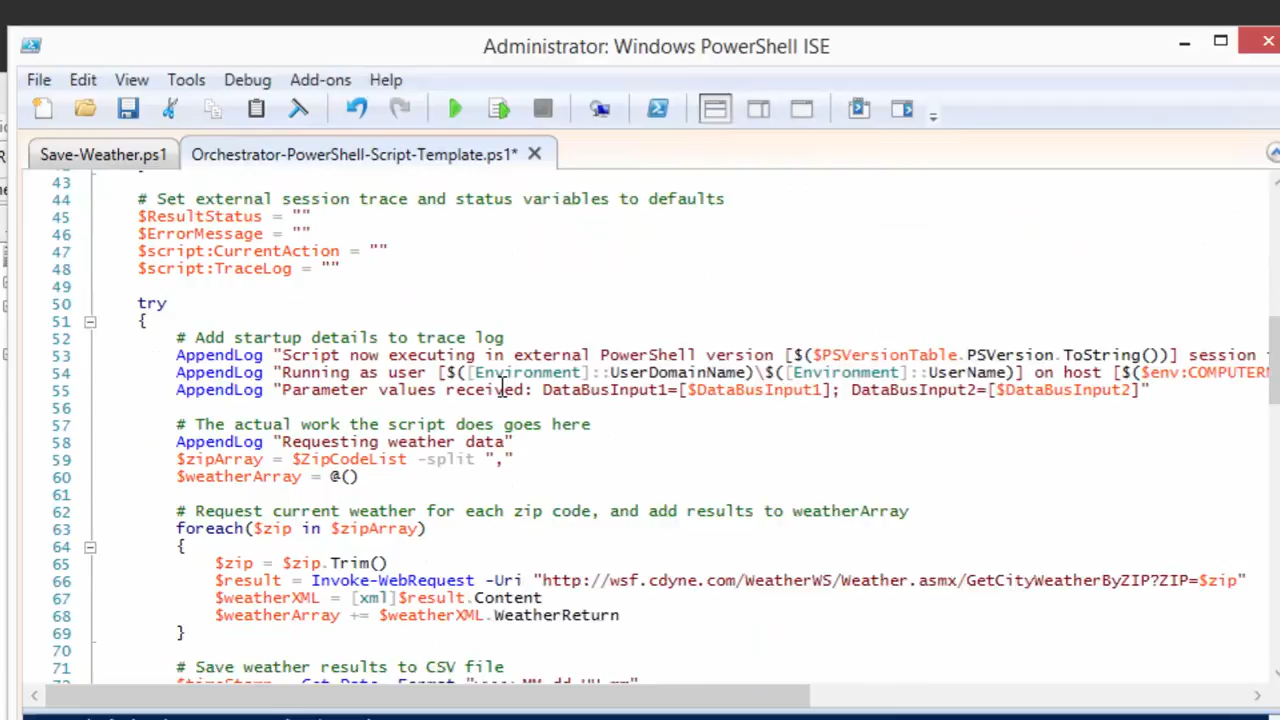 Administrator: Windows PowerShell ISE
File Edit View Tools Debug Add-ons Help
Save-Weather.ps1 Orchestrator-PowerShell-Script-Template.ps1*
43
44 # Set external session trace and status variables to defaults
45 $ResultStatus = ""
46 $ErrorMessage = ""
47 $script:CurrentAction = ""
48 $script:TraceLog = ""
49
50 try
51 {
52 # Add startup details to trace log
53 AppendLog "Script now executing in external PowerShell version [$($PSVersionTable.PSVersion.ToString())] session
54 AppendLog "Running as user [$([Environment]::UserDomainName)\$([Environment]::UserName)] on host [$($env:COMPUTERN
55 AppendLog "Parameter values received: DataBusInput1=[$DataBusInput1]; DataBusInput2=[$DataBusInput2]"
56
57 # The actual work the script does goes here
58 AppendLog "Requesting weather data"
59 $zipArray = $ZipCodeList -split ","
60 $weatherArray = @()
61
62 # Request current weather for each zip code, and add results to weatherArray
63 foreach($zip in $zipArray)
64 {
65 $zip = $zip.Trim()
66 $result = Invoke-WebRequest -Uri "http://wsf.cdyne.com/WeatherWS/Weather.asmx/GetCityWeatherByZIP?ZIP=$zip"
67 $weatherXML = [xml]$result.Content
68 $weatherArray += $weatherXML.WeatherReturn
69 }
70
71 # Save weather results to CSV file